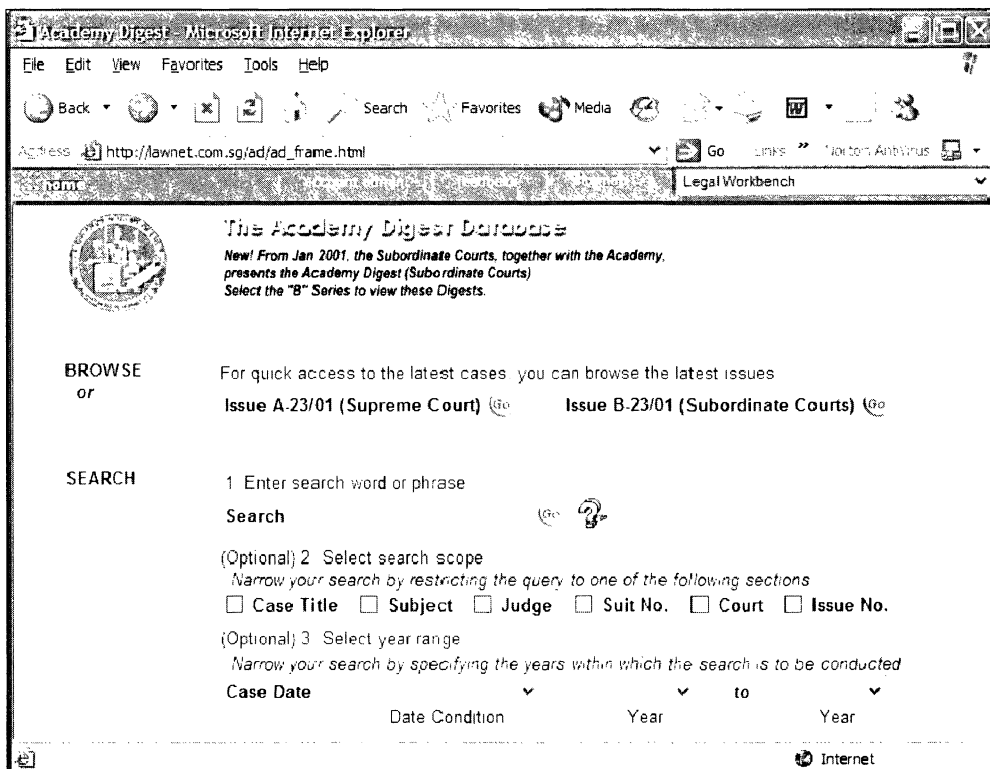 Academy Digest - Microsoft Internet Explorer
File Edit View Favorites Tools Help
Back Search Favorites Media
Address http://lawnet.com.sg/ad/ad_frame.html Go Links » Norton AntiVirus
home Legal Workbench
The Academy Digest Database
New! From Jan 2001, the Subordinate Courts, together with the Academy,
presents the Academy Digest (Subordinate Courts)
Select the "B" Series to view these Digests.
BROWSE
or
For quick access to the latest cases you can browse the latest issues
Issue A-23/01 (Supreme Court) Go Issue B-23/01 (Subordinate Courts) Go
SEARCH
1 Enter search word or phrase
Search Go
(Optional) 2 Select search scope
Narrow your search by restricting the query to one of the following sections
Case Title Subject Judge Suit No. Court Issue No.
(Optional) 3 Select year range
Narrow your search by specifying the years within which the search is to be conducted
Case Date to
Date Condition Year Year
Internet